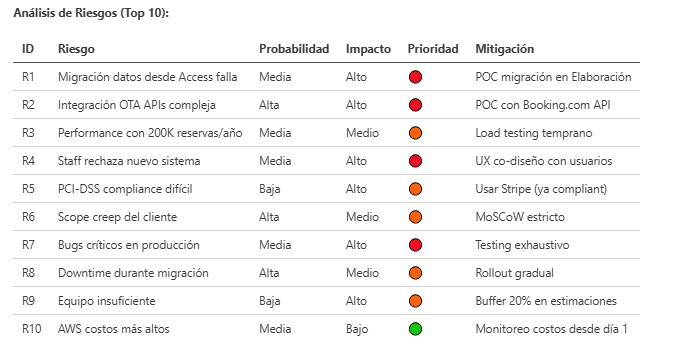 Análisis de Riesgos (Top 10):
ID Riesgo Probabilidad Impacto Prioridad Mitigación
R1 Migración datos desde Access falla Media Alto POC migración en Elaboración
R2 Integración OTA APIs compleja Alta Alto POC con Booking.com API
R3 Performance con 200K reservas/año Media Medio Load testing temprano
R4 Staff rechaza nuevo sistema Media Alto UX co-diseño con usuarios
R5 PCI-DSS compliance difícil Baja Alto Usar Stripe (ya compliant)
R6 Scope creep del cliente Alta Medio MoSCoW estricto
R7 Bugs críticos en producción Media Alto Testing exhaustivo
R8 Downtime durante migración Alta Medio Rollout gradual
R9 Equipo insuficiente Baja Alto Buffer 20% en estimaciones
R10 AWS costos más altos Media Bajo Monitoreo costos desde día 1